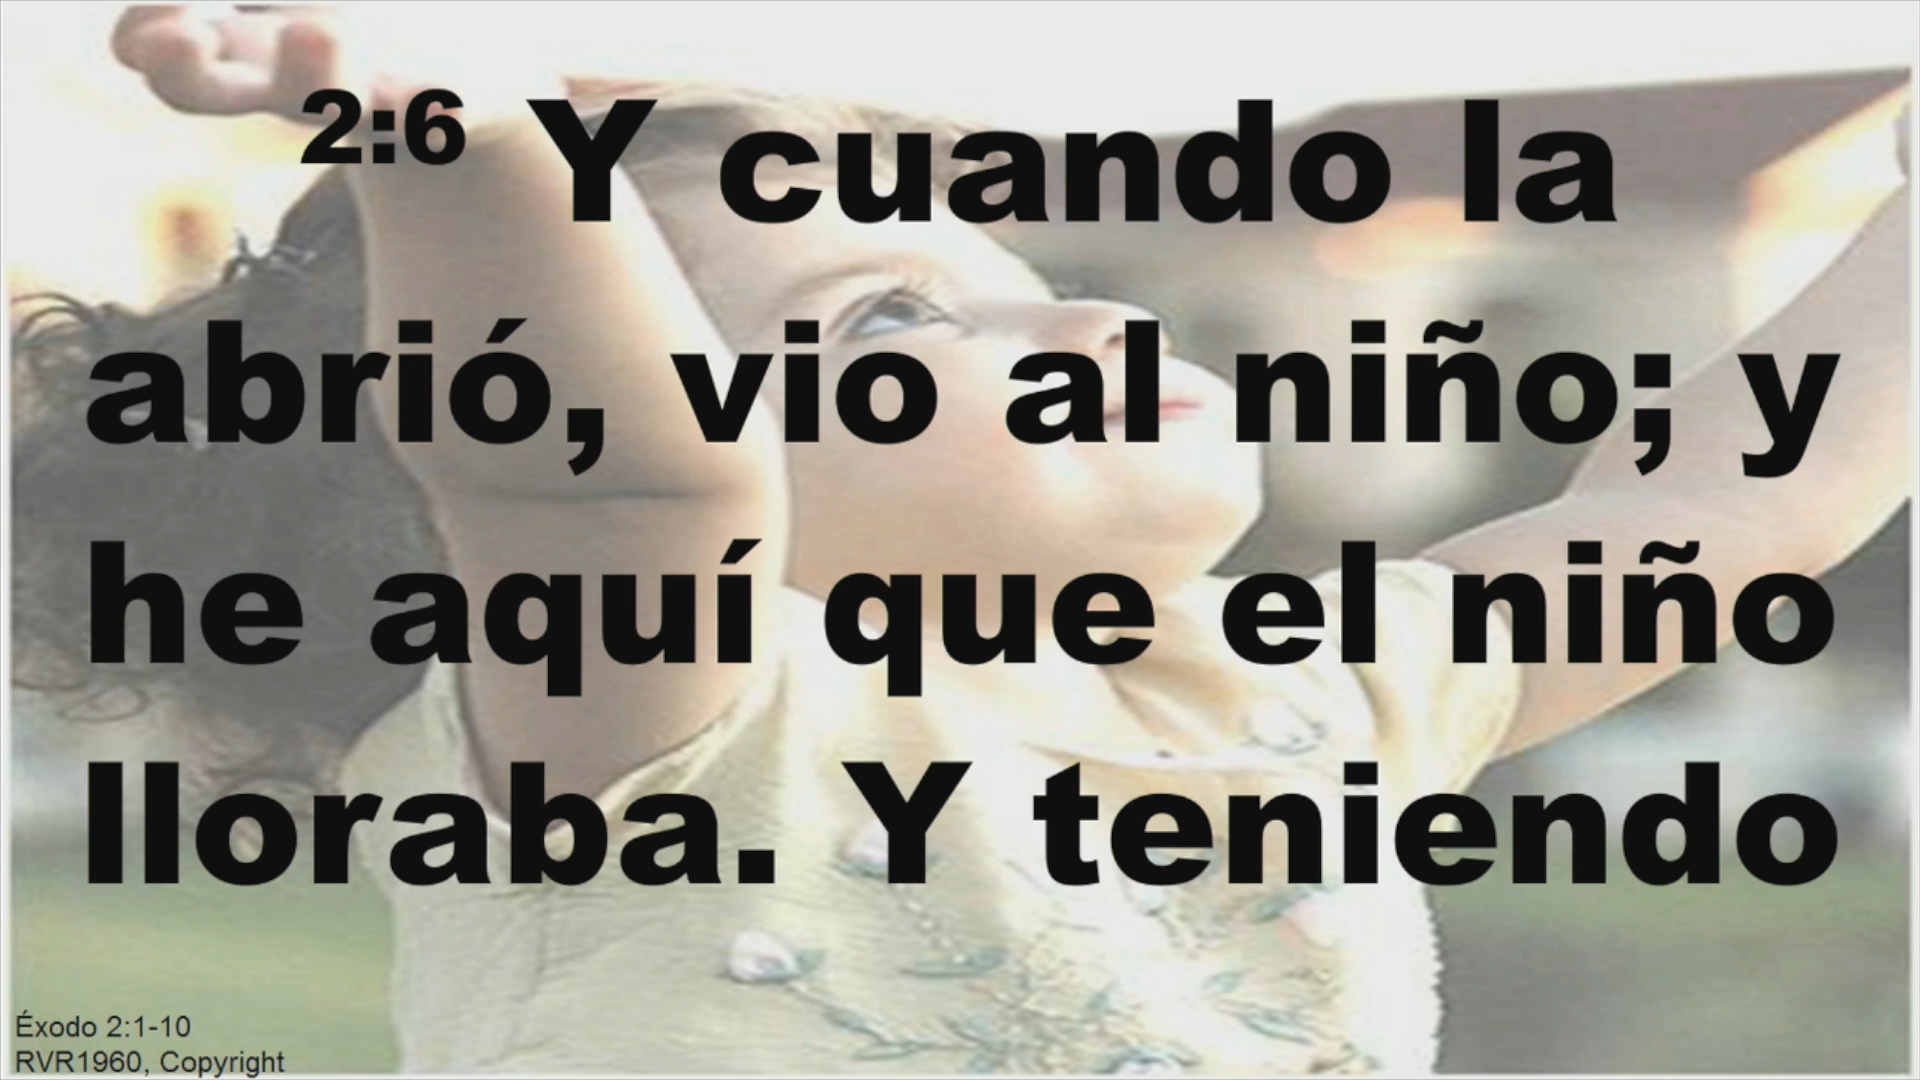 2:6 Y cuando la
abrió, vio al niño; y
he aquí que el niño
lloraba. Y teniendo
Éxodo 2:1-10
RVR1960, Copyright